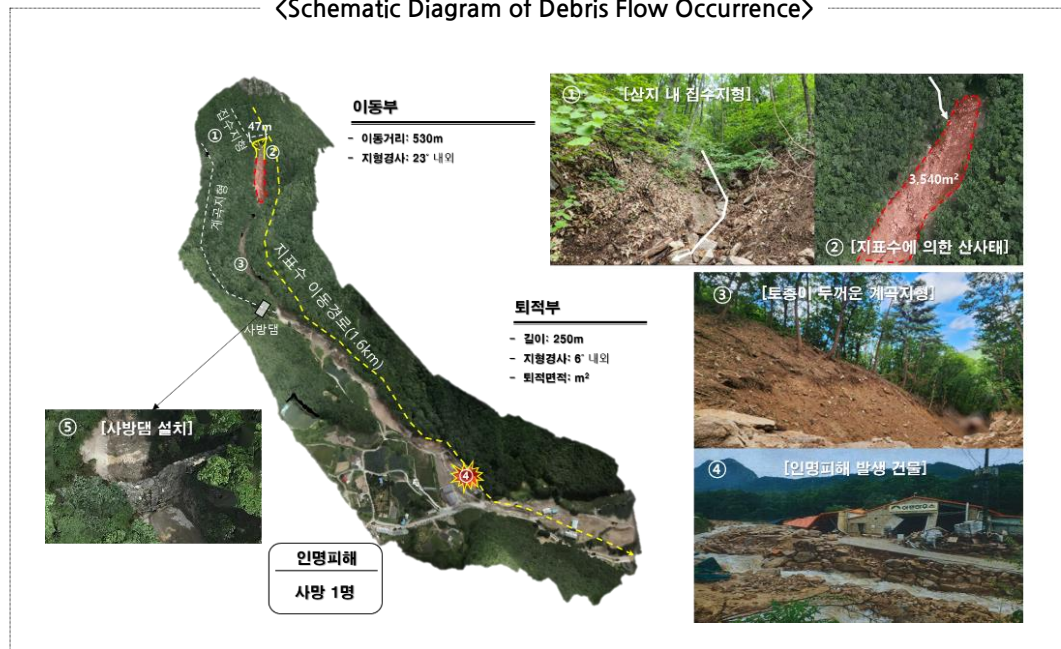 <Schematic Diagram of Debris Flow Occurrence>
이동부
- 이동거리: 530m
- 지형경사: 23° 내외
① [산지 내 집수지형]
3,540m²
② [지표수에 의한 산사태]
집수지형
47m
①
②
계곡지형
③
지표수 이동경로(1.6km)
사방댐
퇴적부
- 길이: 250m
- 지형경사: 6° 내외
- 퇴적면적: m²
③ [토층이 두꺼운 계곡지형]
⑤ [사방댐 설치]
④
④ [인명피해 발생 건물]
인명피해
사망 1명